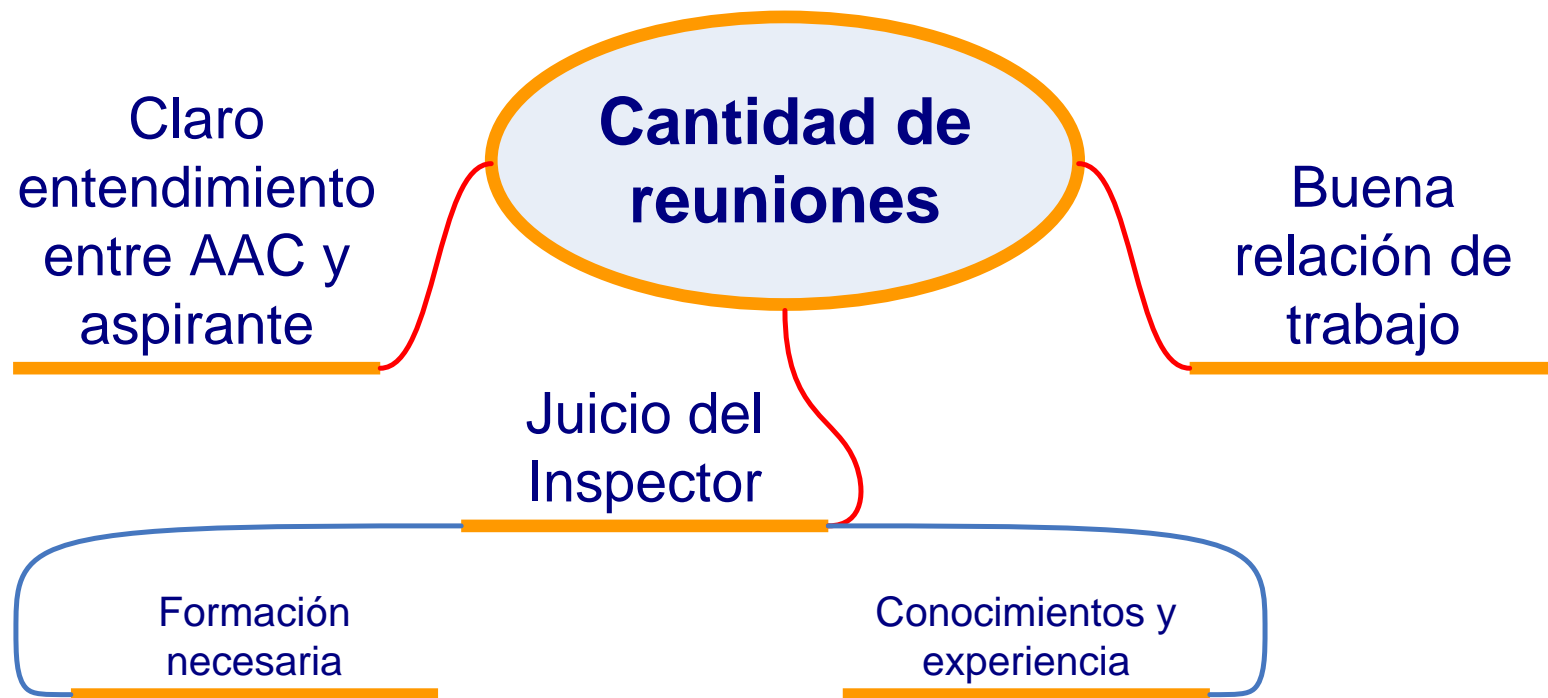 Cantidad de
reuniones
Claro
entendimiento
entre AAC y
aspirante
Buena
relación de
trabajo
Juicio del
Inspector
Formación
necesaria
Conocimientos y
experiencia